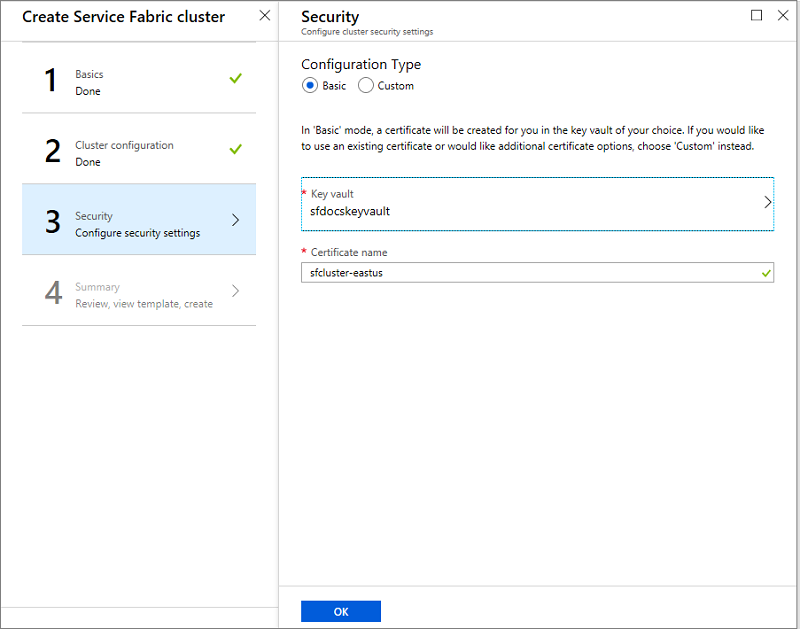 Create Service Fabric cluster
1
Basics
Done
2
Cluster configuration
Done
3
Security
Configure security settings
4
Summary
Review, view template, create
Security
Configure cluster security settings
Configuration Type
Basic
Custom
In 'Basic' mode, a certificate will be created for you in the key vault of your choice. If you would like
to use an existing certificate or would like additional certificate options, choose 'Custom' instead.
* Key vault
sfdocskeyvault
* Certificate name
sfcluster-eastus
OK